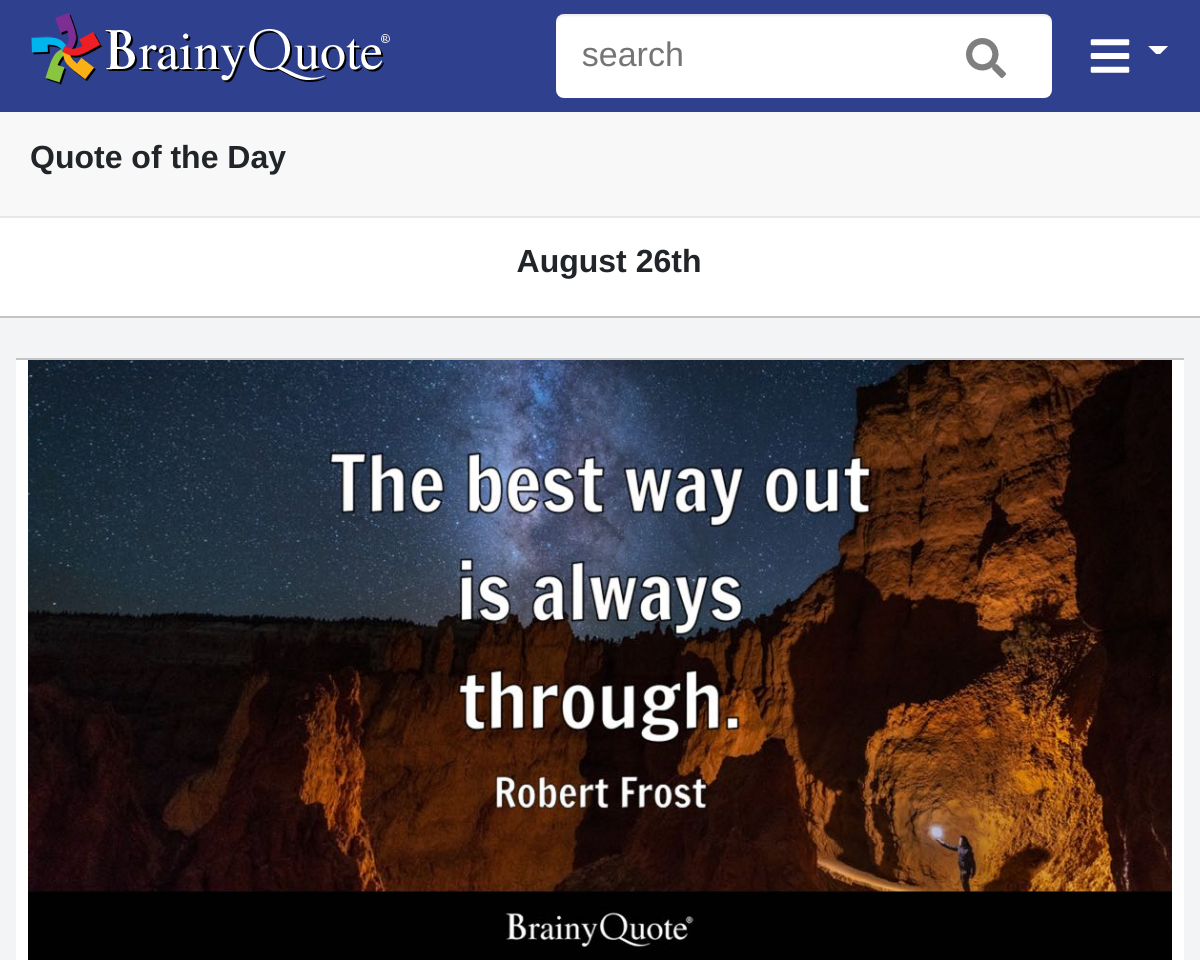 BrainyQuote®
search
Quote of the Day
August 26th
The best way out
is always
through.
Robert Frost
BrainyQuote®